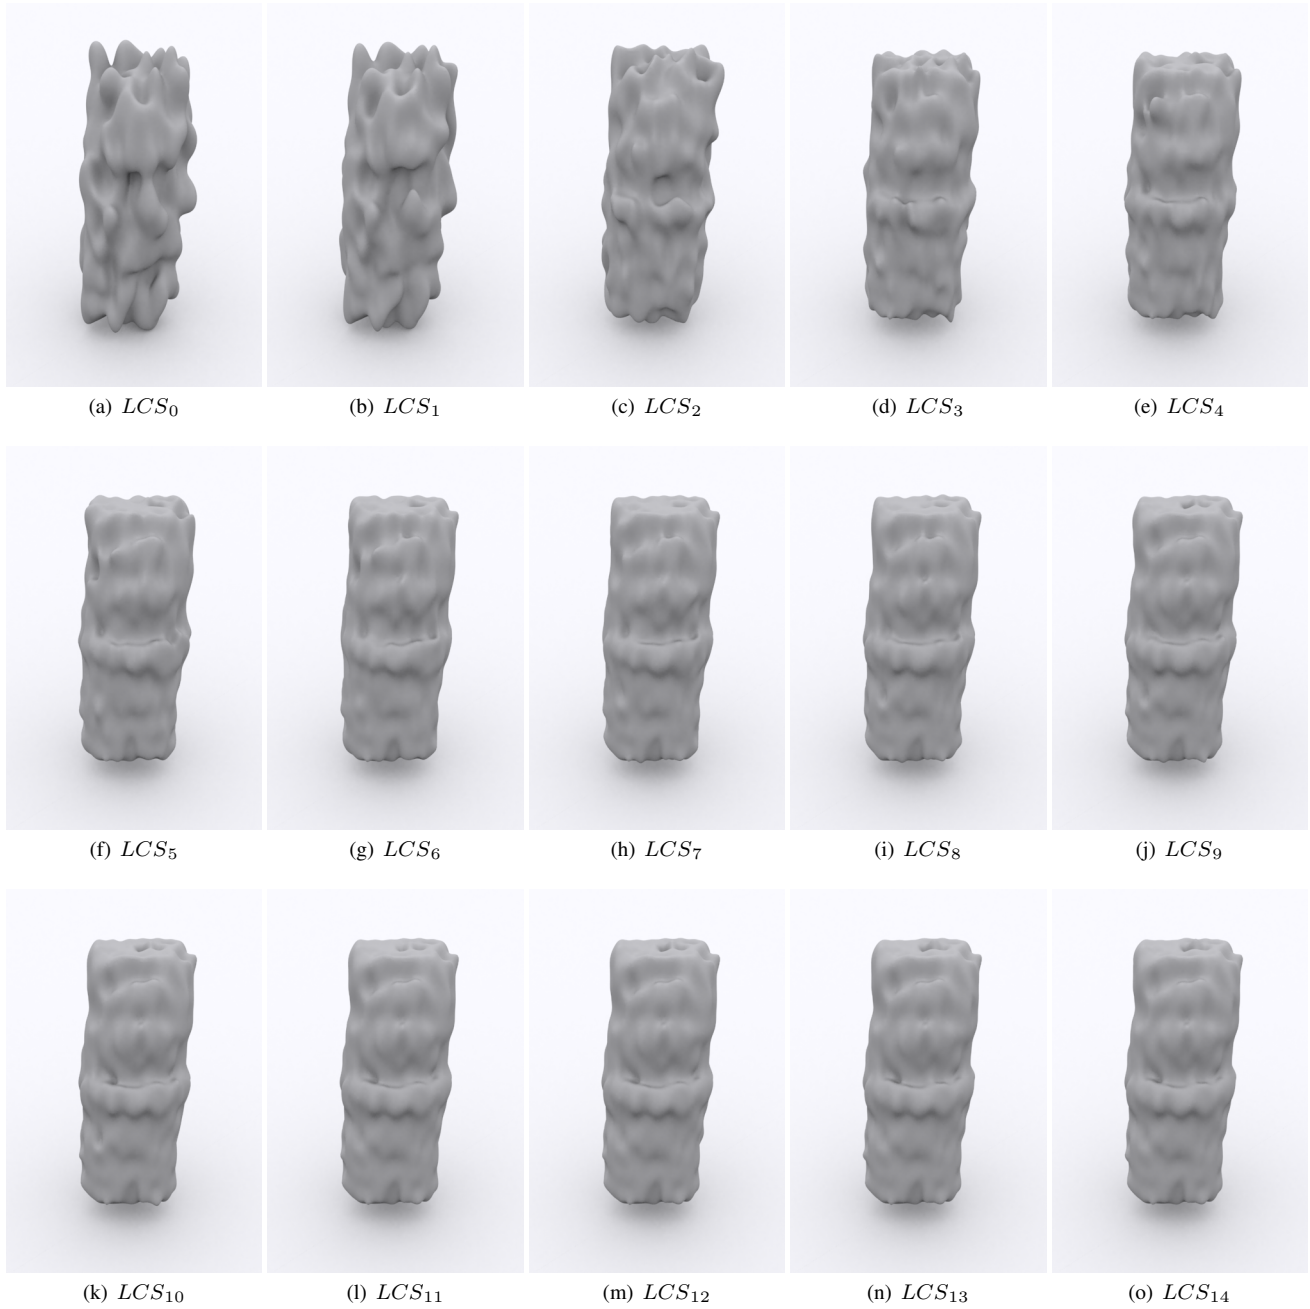 (a) LCS₀ (b) LCS₁ (c) LCS₂ (d) LCS₃ (e) LCS₄
(f) LCS₅ (g) LCS₆ (h) LCS₇ (i) LCS₈ (j) LCS₉
(k) LCS₁₀ (l) LCS₁₁ (m) LCS₁₂ (n) LCS₁₃ (o) LCS₁₄